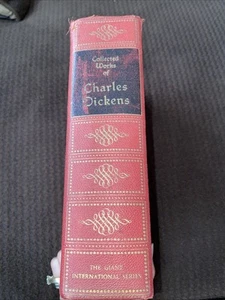 Collected
Works
of
Charles
Dickens
THE GIANT
INTERNATIONAL SERIES